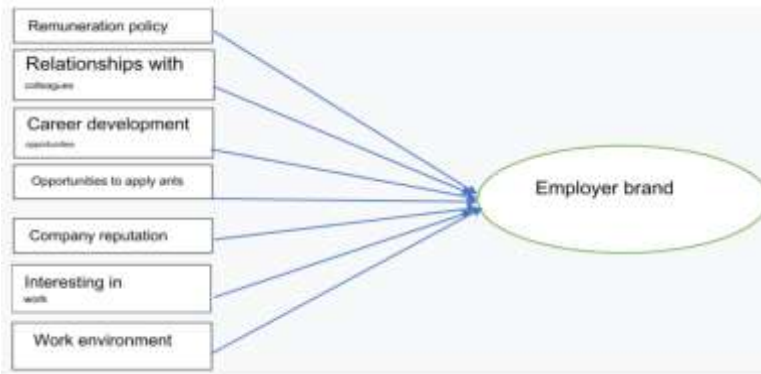 Remuneration policy
Relationships with
colleagues
Career development
opportunities
Employer brand
Opportunities to apply ants
Company reputation
Interesting in
work
Work environment